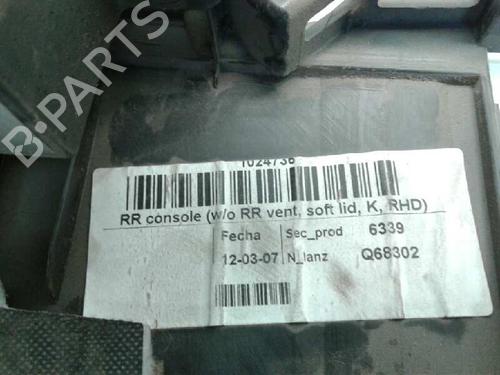 B-PARTS
1024736
RR console (w/o RR vent, soft lid, K, RHD)
Fecha Sec_prod 6339
12-03-07 N_lanz Q68302